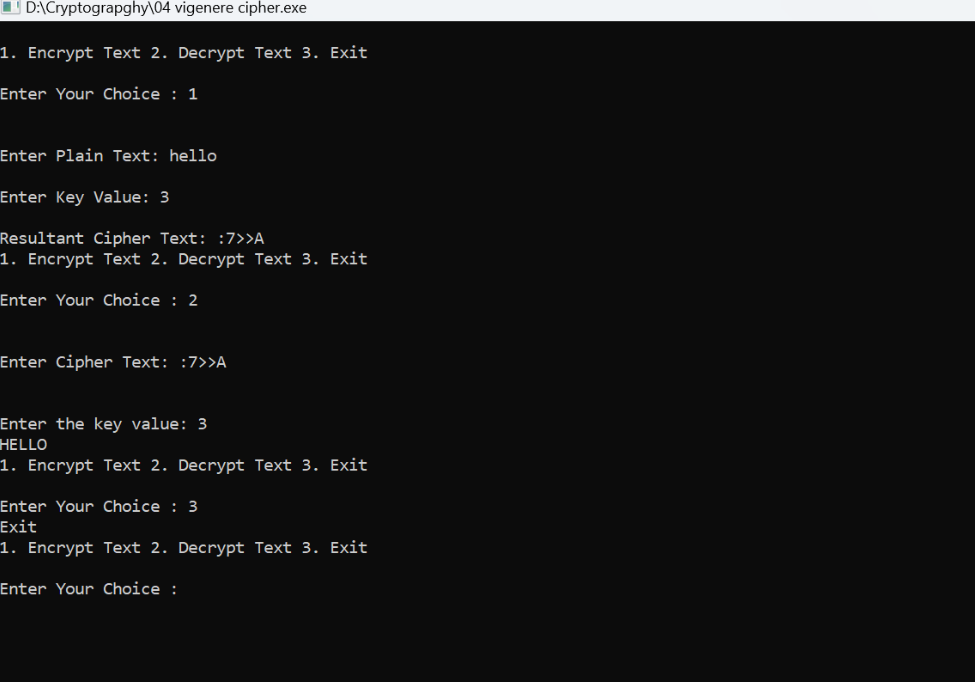 D:\Cryptograpghy\04 vigenere cipher.exe
1. Encrypt Text 2. Decrypt Text 3. Exit
Enter Your Choice : 1
Enter Plain Text: hello
Enter Key Value: 3
Resultant Cipher Text: :7>>A
1. Encrypt Text 2. Decrypt Text 3. Exit
Enter Your Choice : 2
Enter Cipher Text: :7>>A
Enter the key value: 3
HELLO
1. Encrypt Text 2. Decrypt Text 3. Exit
Enter Your Choice : 3
Exit
1. Encrypt Text 2. Decrypt Text 3. Exit
Enter Your Choice :